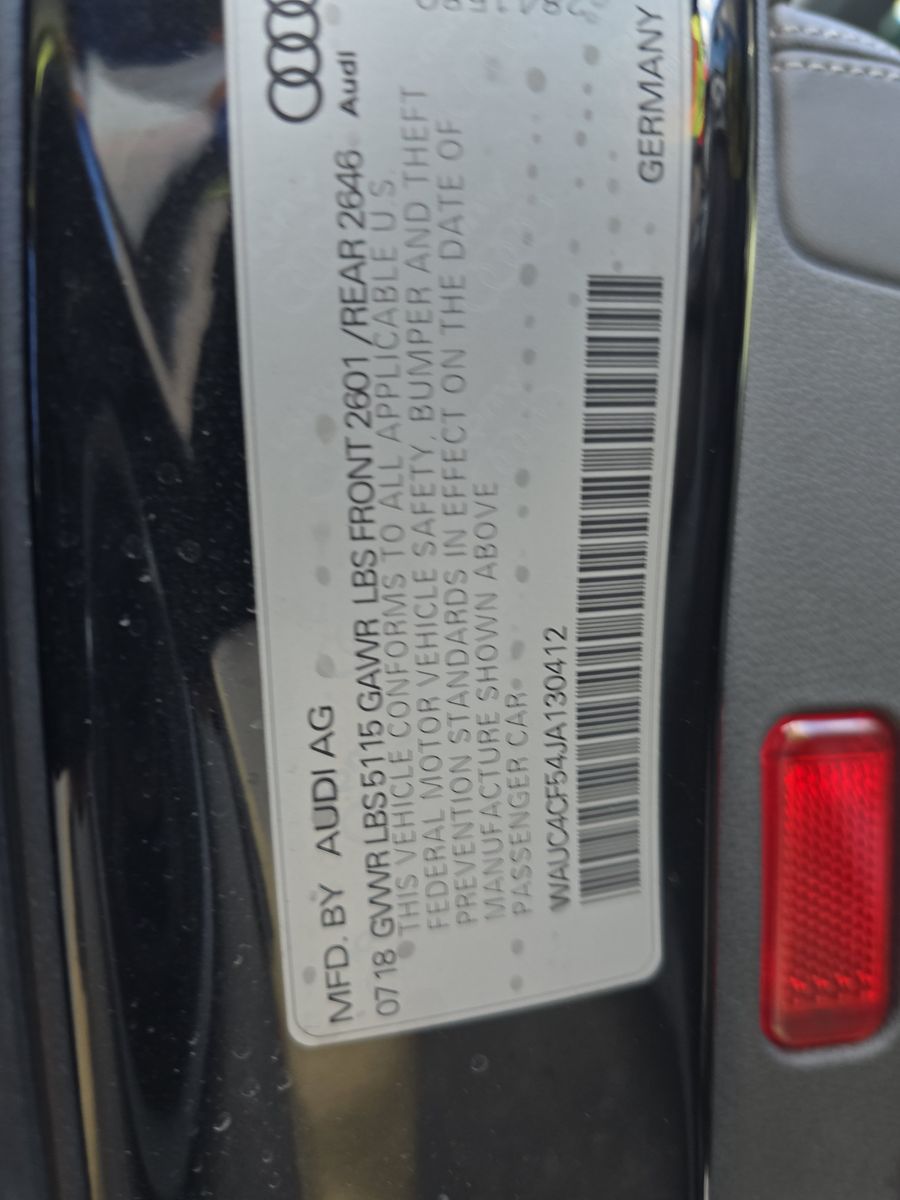 MFD. BY AUDI AG
Audi
0718 GVWR LBS 5115 GAWR LBS FRONT 2601 /REAR 2646
THIS VEHICLE CONFORMS TO ALL APPLICABLE U.S.
FEDERAL MOTOR VEHICLE SAFETY, BUMPER AND THEFT
PREVENTION STANDARDS IN EFFECT ON THE DATE OF
MANUFACTURE SHOWN ABOVE
PASSENGER CAR
WAUC4CF54JA130412
GERMANY